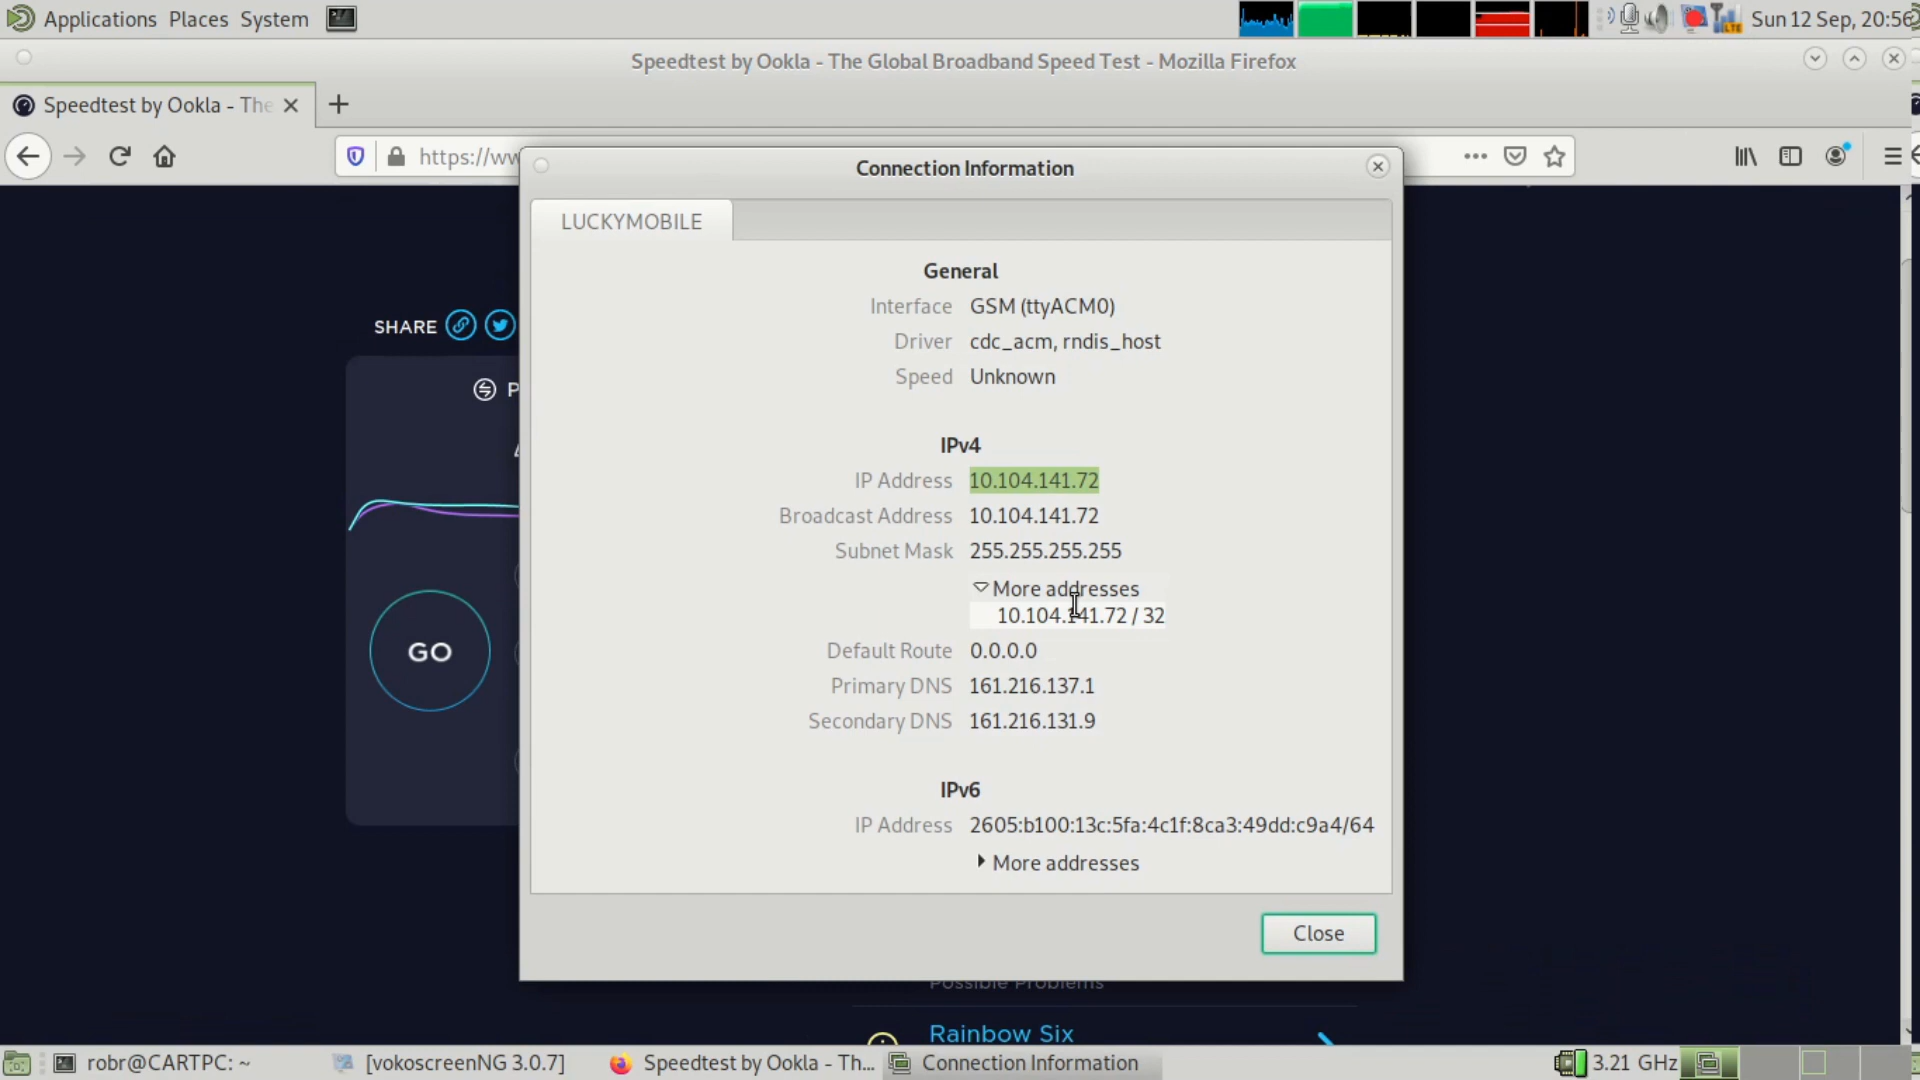 Applications Places System
LTE
Sun 12 Sep, 20:56
Speedtest by Ookla - The Global Broadband Speed Test - Mozilla Firefox
Speedtest by Ookla - The
https://ww
Connection Information
LUCKYMOBILE
General
Interface GSM (ttyACM0)
Driver cdc_acm, rndis_host
Speed Unknown
IPv4
IP Address 10.104.141.72
Broadcast Address 10.104.141.72
Subnet Mask 255.255.255.255
More addresses
10.104.141.72 / 32
Default Route 0.0.0.0
Primary DNS 161.216.137.1
Secondary DNS 161.216.131.9
IPv6
IP Address 2605:b100:13c:5fa:4c1f:8ca3:49dd:c9a4/64
More addresses
Close
SHARE
P
GO
Possible Problems
Rainbow Six
robr@CARTPC: ~
[vokoscreenNG 3.0.7]
Speedtest by Ookla - Th...
Connection Information
3.21 GHz